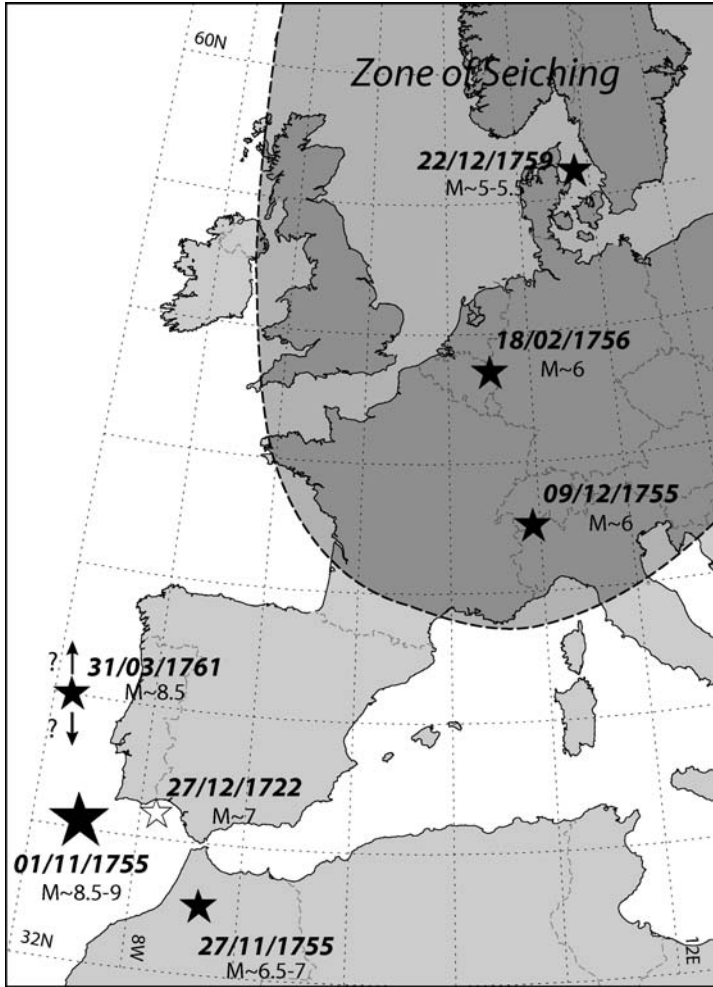 60N
Zone of Seiching
22/12/1759
M~5-5.5
18/02/1756
M~6
09/12/1755
M~6
?
31/03/1761
M~8.5
?
27/12/1722
M~7
01/11/1755
M~8.5-9
27/11/1755
M~6.5-7
32N
8W
12E